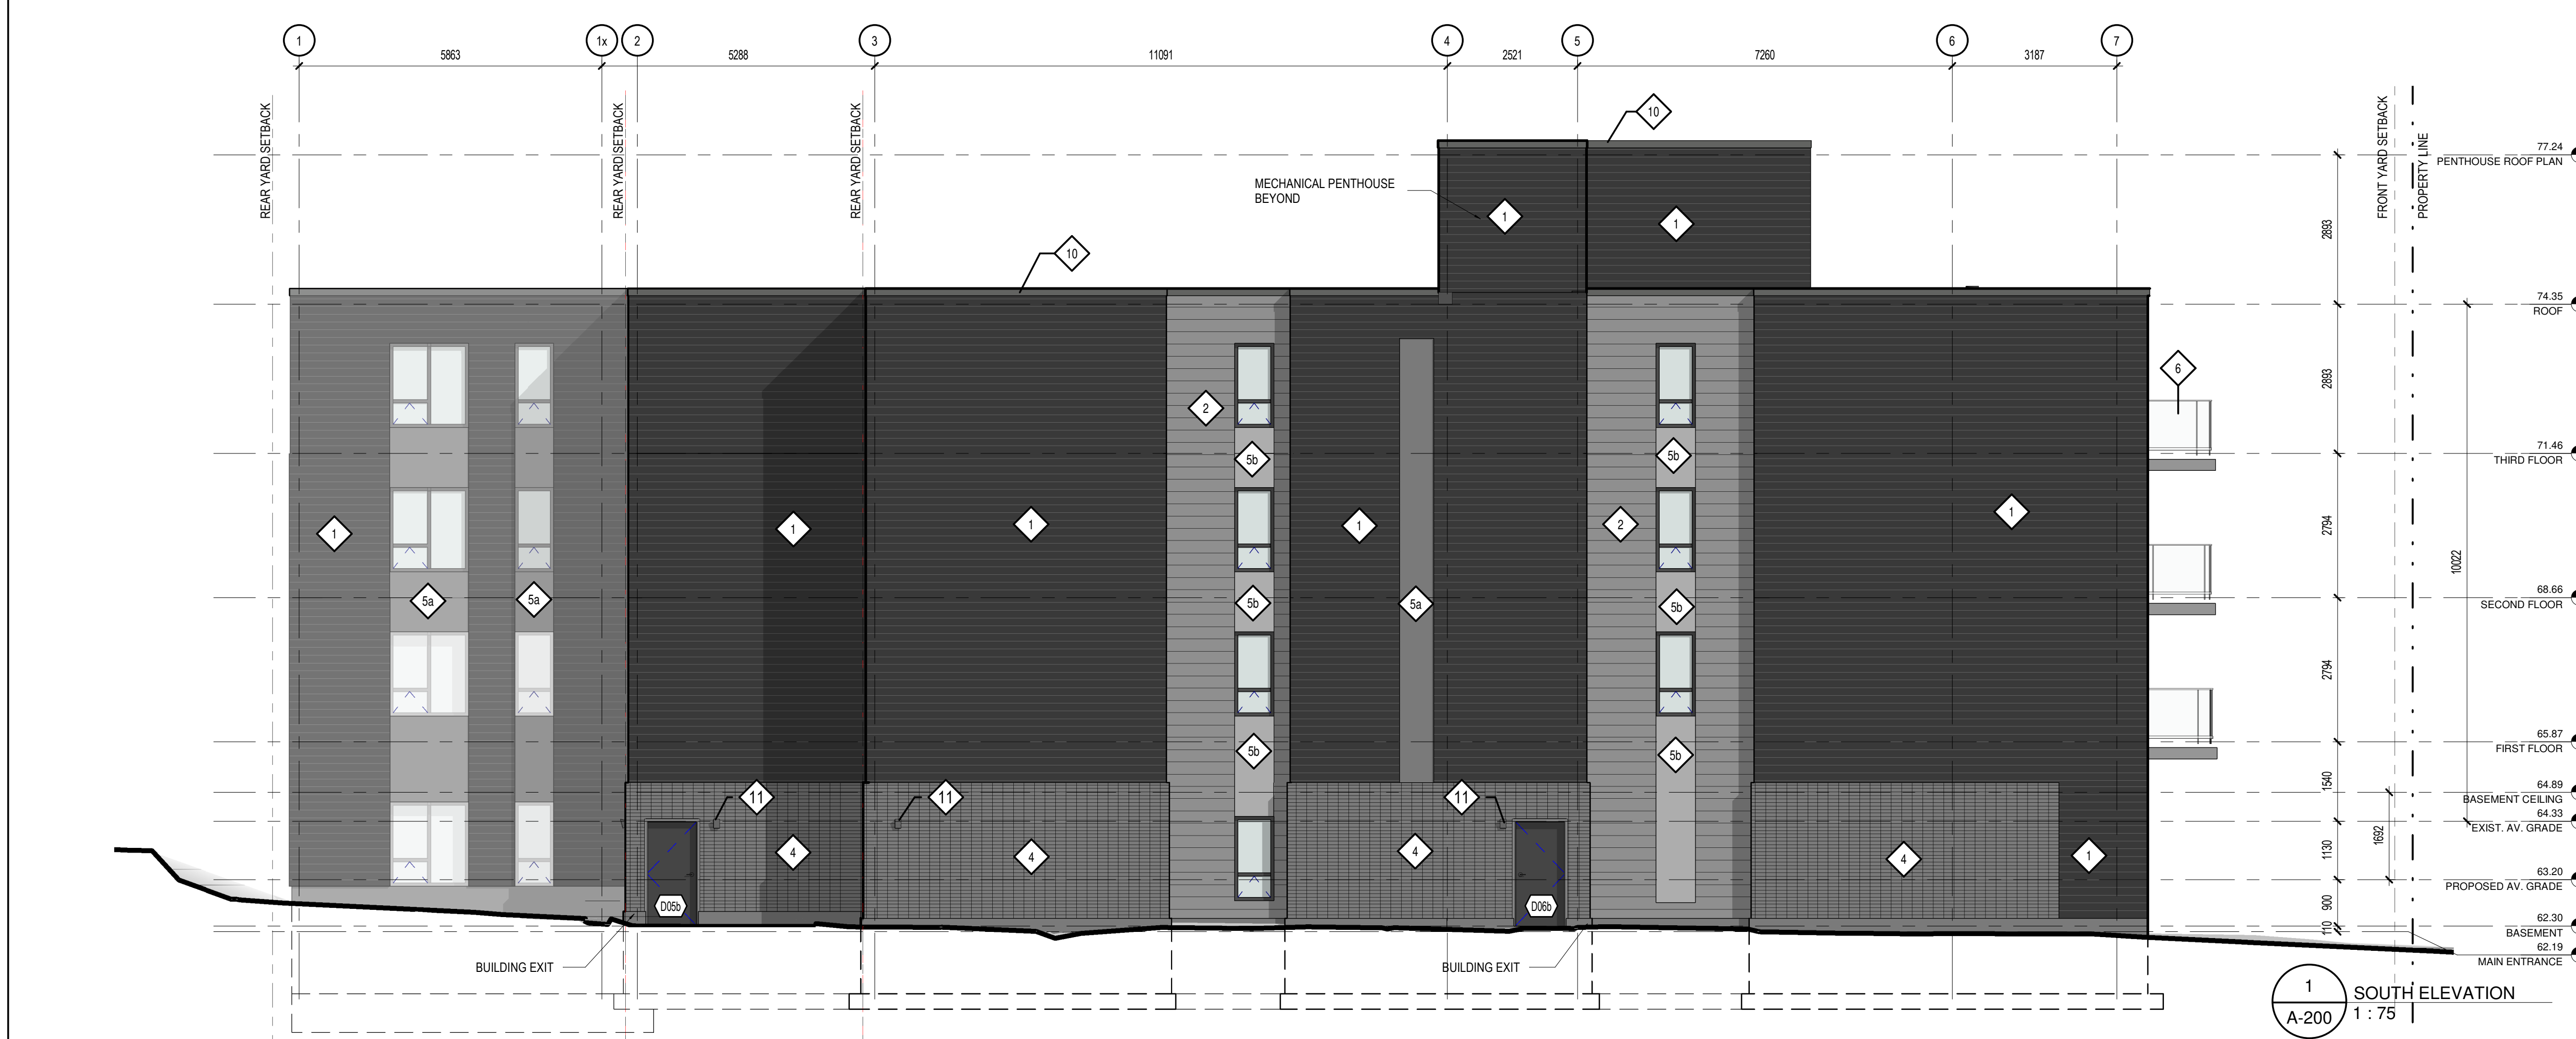 1
1x
2
3
4
5
6
7
5863
5288
11091
2521
7260
3187
REAR YARD SETBACK
REAR YARD SETBACK
REAR YARD SETBACK
FRONT YARD SETBACK
PROPERTY LINE
10
10
MECHANICAL PENTHOUSE
BEYOND
1
1
77.24
PENTHOUSE ROOF PLAN
2893
74.35
ROOF
2893
6
2
5b
5b
71.46
THIRD FLOOR
1
1
1
1
2
1
2794
10022
5a
5a
5b
5a
5b
68.66
SECOND FLOOR
2794
5b
5b
65.87
FIRST FLOOR
1540
11
11
11
64.89
BASEMENT CEILING
64.33
EXIST. AV. GRADE
1692
4
4
4
4
1
1130
63.20
PROPOSED AV. GRADE
D05b
D06b
900
62.30
BASEMENT
110
62.19
MAIN ENTRANCE
BUILDING EXIT
BUILDING EXIT
1
A-200
SOUTH ELEVATION
1 : 75